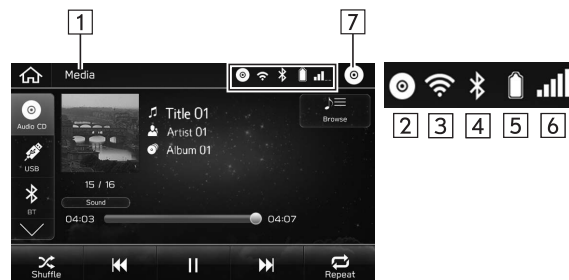 1
7
Media
Audio CD
Title 01
Artist 01
Album 01
Browse
USB
15 / 16
Sound
BT
04:03
04:07
Shuffle
Repeat
2 3 4 5 6